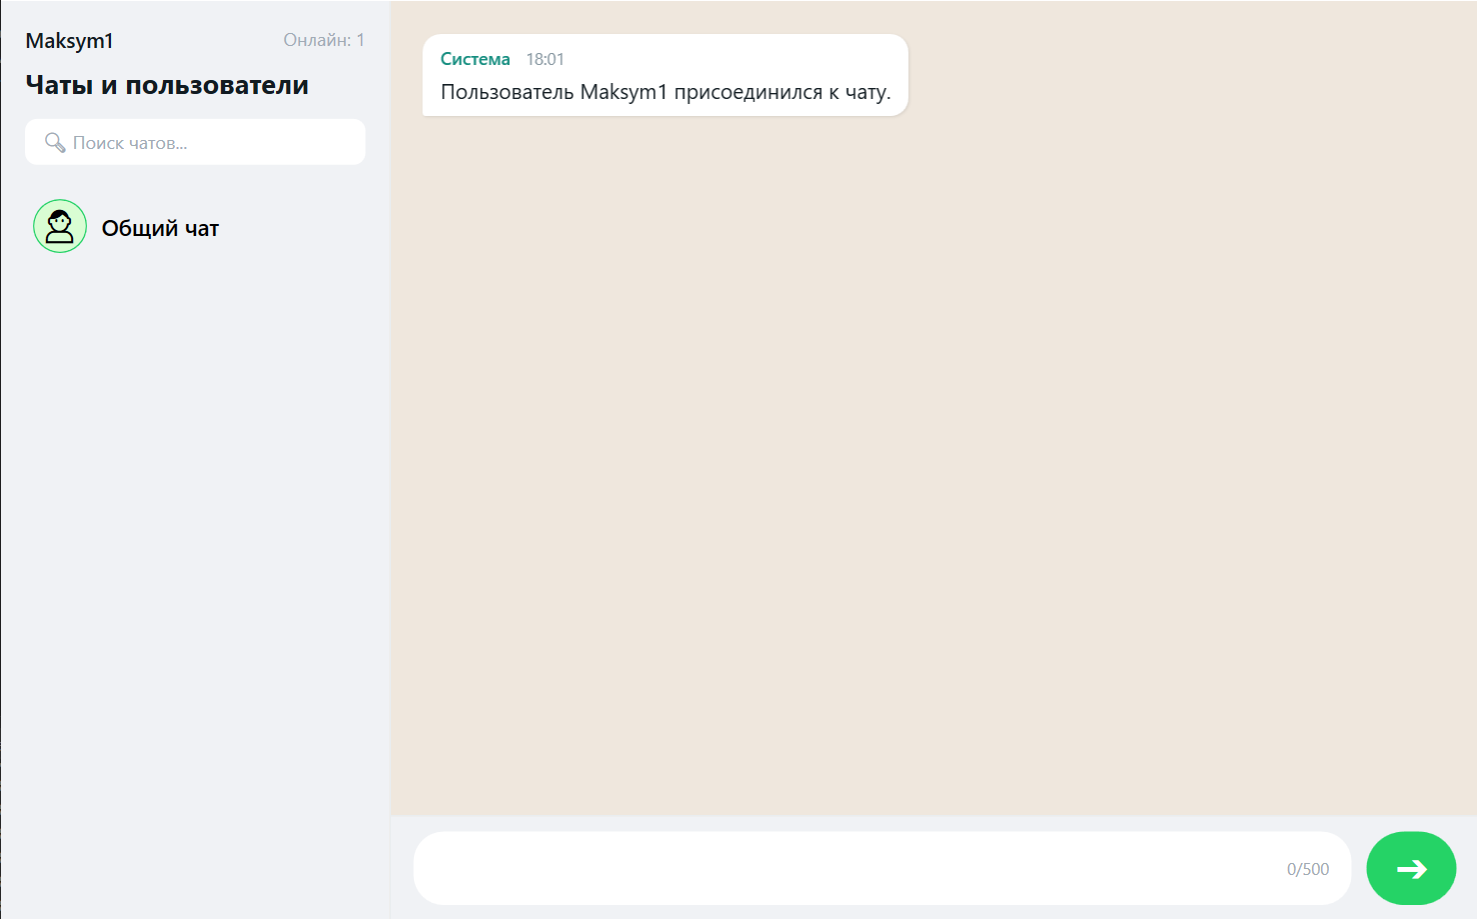 Maksym1
Онлайн: 1
Чаты и пользователи
Поиск чатов...
Общий чат
Система 18:01
Пользователь Maksym1 присоединился к чату.
0/500